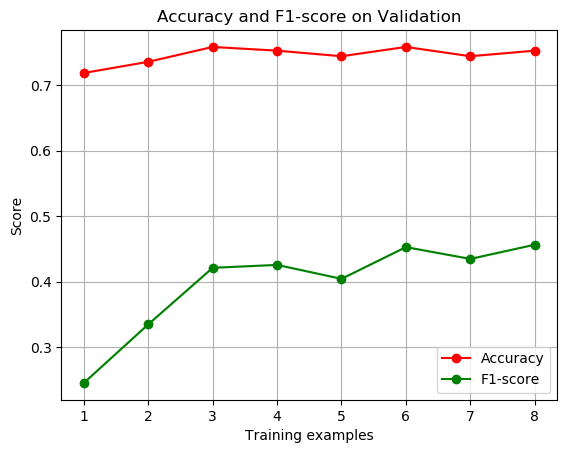 Accuracy and F1-score on Validation
Score
0.7
0.6
0.5
0.4
0.3
Accuracy
F1-score
1 2 3 4 5 6 7 8
Training examples